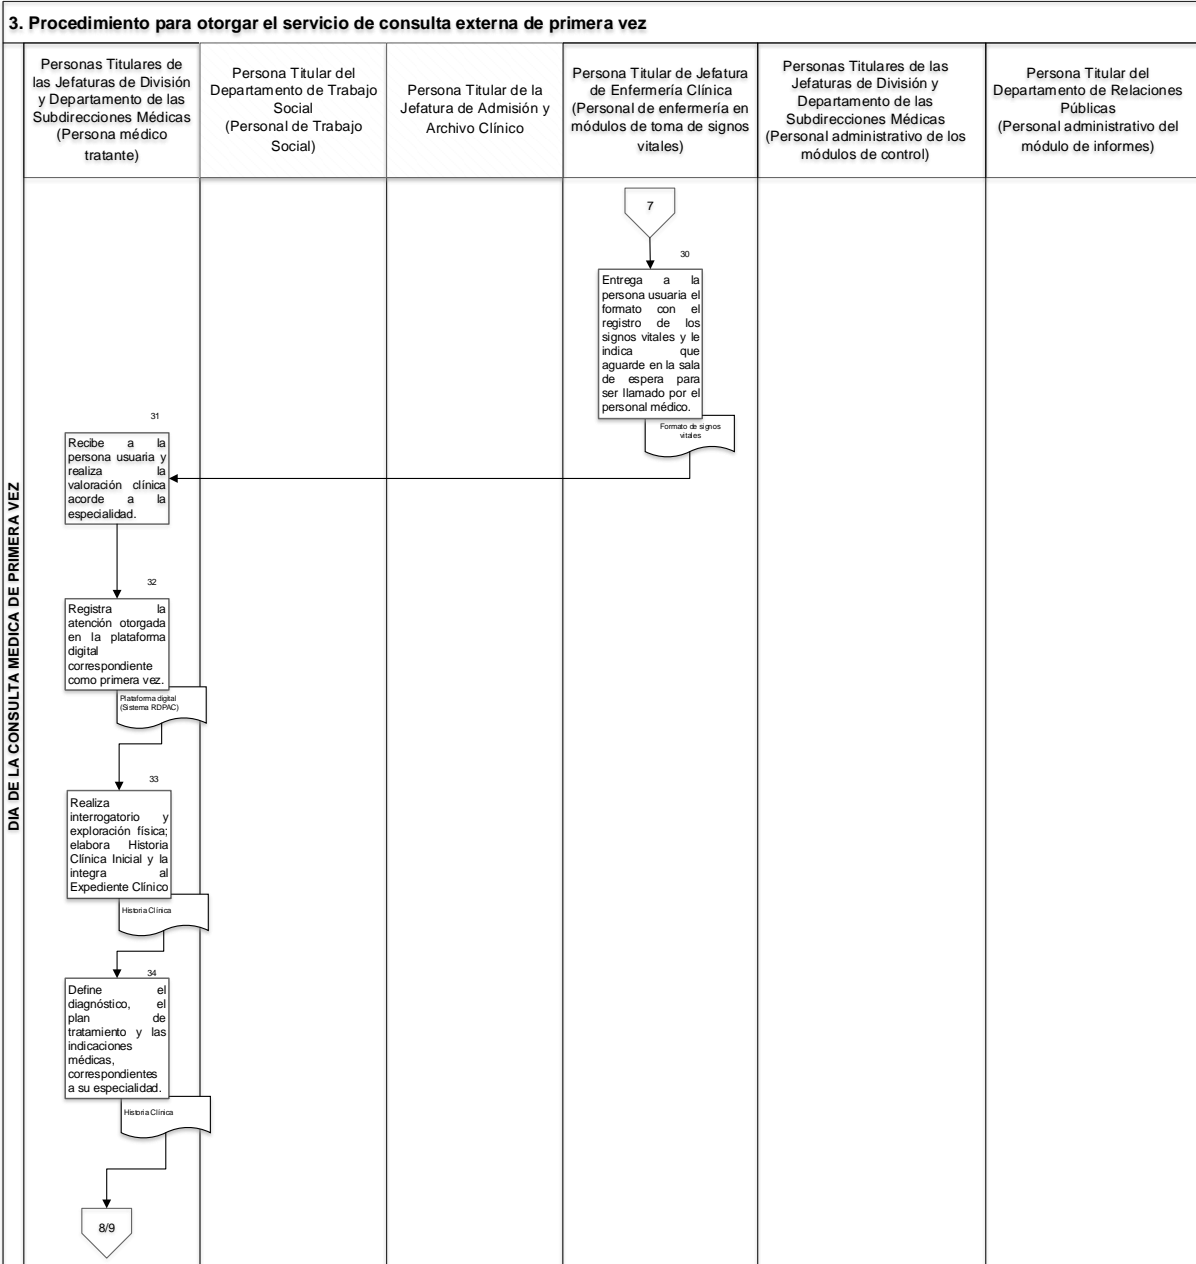 3. Procedimiento para otorgar el servicio de consulta externa de primera vez
Personas Titulares de
las Jefaturas de División
y Departamento de las
Subdirecciones Médicas
(Persona médico
tratante)
Persona Titular del
Departamento de Trabajo
Social
(Personal de Trabajo
Social)
Persona Titular de la
Jefatura de Admisión y
Archivo Clínico
Persona Titular de Jefatura
de Enfermería Clínica
(Personal de enfermería en
módulos de toma de signos
vitales)
Personas Titulares de las
Jefaturas de División y
Departamento de las
Subdirecciones Médicas
(Personal administrativo de los
módulos de control)
Persona Titular del
Departamento de Relaciones
Públicas
(Personal administrativo del
módulo de informes)
DIA DE LA CONSULTA MEDICA DE PRIMERA VEZ
7
30
Entrega a la
persona usuaria el
formato con el
registro de los
signos vitales y le
indica que
aguarde en la sala
de espera para
ser llamado por el
personal médico.
Formato de signos
vitales
31
Recibe a la
persona usuaria y
realiza la
valoración clínica
acorde a la
especialidad.
32
Registra la
atención otorgada
en la plataforma
digital
correspondiente
como primera vez.
Plataforma digital
(Sistema RDPAC)
33
Realiza
interrogatorio y
exploración física;
elabora Historia
Clínica Inicial y la
integra al
Expediente Clínico
Historia Clínica
34
Define el
diagnóstico, el
plan de
tratamiento y las
indicaciones
médicas,
correspondientes
a su especialidad.
Historia Clínica
8/9